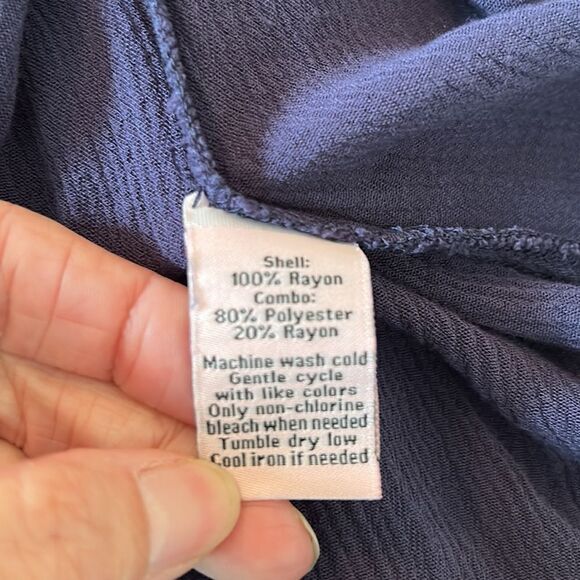 Shell:
100% Rayon
Combo:
80% Polyester
20% Rayon
Machine wash cold
Gentle cycle
with like colors
Only non-chlorine
bleach when needed
Tumble dry low
Cool iron if needed